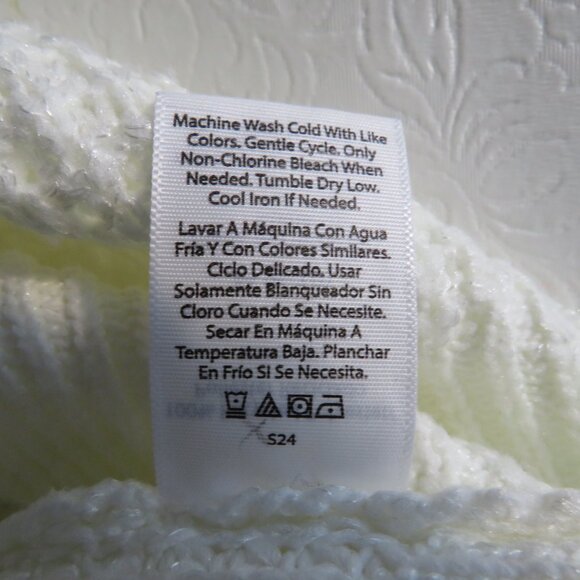 Machine Wash Cold With Like
Colors. Gentle Cycle. Only
Non-Chlorine Bleach When
Needed. Tumble Dry Low.
Cool Iron If Needed.
Lavar A Máquina Con Agua
Fría Y Con Colores Similares.
Ciclo Delicado. Usar
Solamente Blanqueador Sin
Cloro Cuando Se Necesite.
Secar En Máquina A
Temperatura Baja. Planchar
En Frío Si Se Necesita.
S24